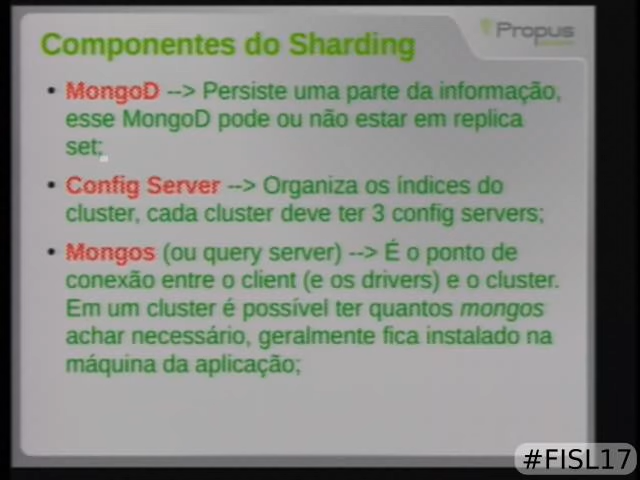 Componentes do Sharding
Propus
• MongoD --> Persiste uma parte da informação,
esse MongoD pode ou não estar em replica
set;
• Config Server --> Organiza os índices do
cluster, cada cluster deve ter 3 config servers;
• Mongos (ou query server) --> É o ponto de
conexão entre o client (e os drivers) e o cluster.
Em um cluster é possível ter quantos mongos
achar necessário, geralmente fica instalado na
máquina da aplicação;
#FISL17